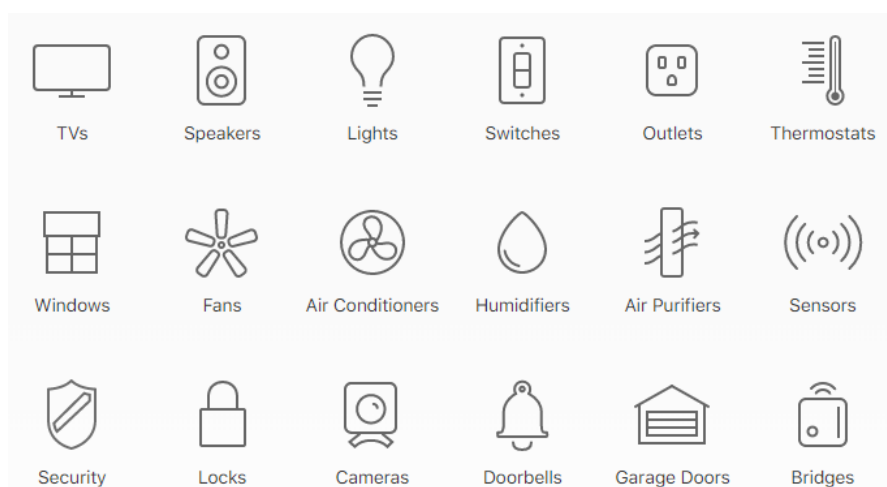 TVs Speakers Lights Switches Outlets Thermostats
Windows Fans Air Conditioners Humidifiers Air Purifiers Sensors
Security Locks Cameras Doorbells Garage Doors Bridges